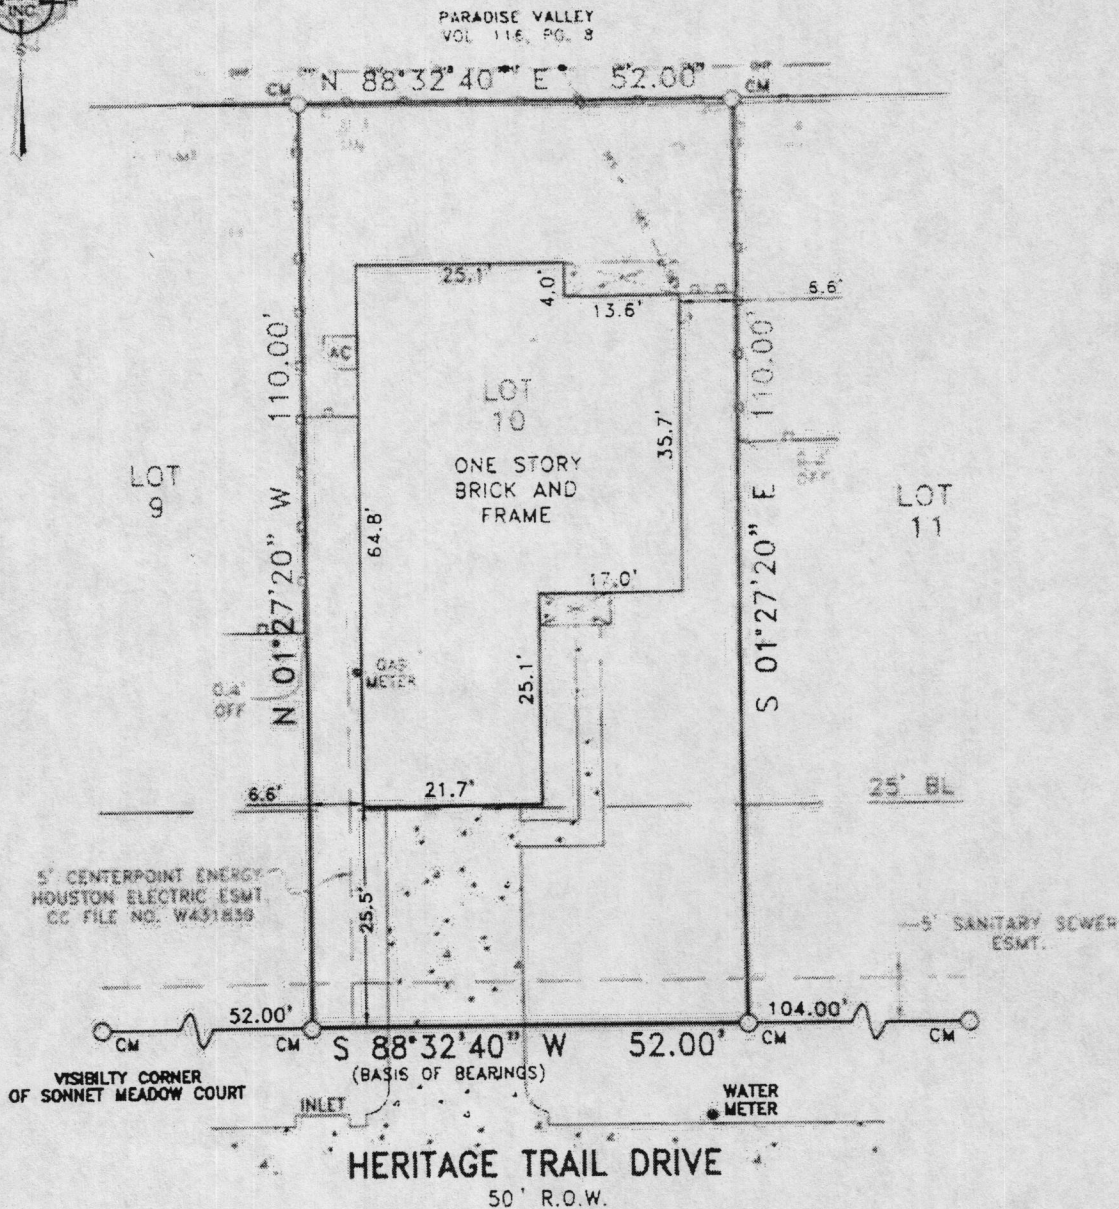 INC
S
PARADISE VALLEY
VOL 116, PG. 8
N 88°32'40" E 52.00'
CM
CM
25.1'
4.0'
13.6'
6.6'
AC
N 01°27'20" W 110.00'
S 01°27'20" E 110.00'
LOT
10
ONE STORY
BRICK AND
FRAME
35.7'
64.8'
LOT
9
LOT
11
OFF
17.0'
GAS
METER
25.1'
0.4'
OFF
6.6'
21.7'
25' BL
5' CENTERPOINT ENERGY
HOUSTON ELECTRIC ESMT.
CC FILE NO. W431839
25.5'
5' SANITARY SEWER
ESMT.
52.00'
104.00'
CM
CM
S 88°32'40" W 52.00'
CM
CM
(BASIS OF BEARINGS)
VISIBILTY CORNER
OF SONNET MEADOW COURT
INLET
WATER
METER
HERITAGE TRAIL DRIVE
50' R.O.W.